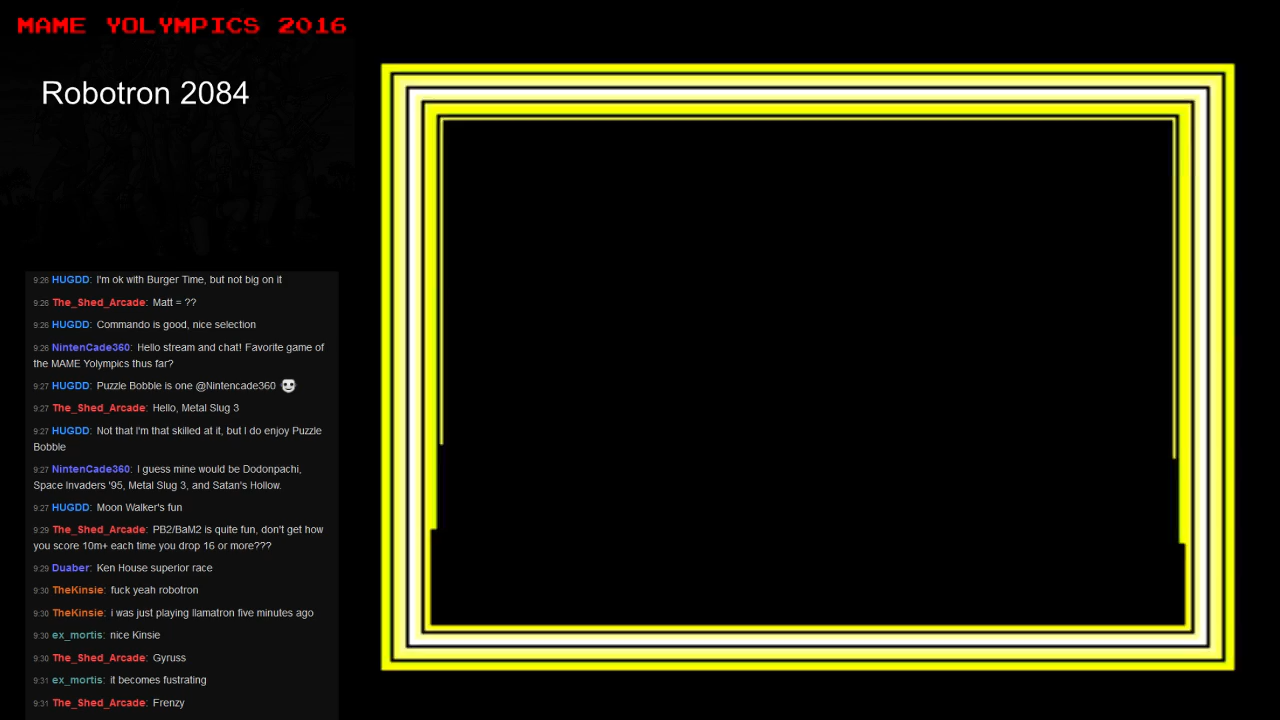 MAME YOLYMPICS 2016
Robotron 2084
9:26 HUGDD: I'm ok with Burger Time, but not big on it
9:26 The_Shed_Arcade: Matt = ??
9:26 HUGDD: Commando is good, nice selection
9:26 NintenCade360: Hello stream and chat! Favorite game of
the MAME Yolympics thus far?
9:27 HUGDD: Puzzle Bobble is one @Nintencade360
9:27 The_Shed_Arcade: Hello, Metal Slug 3
9:27 HUGDD: Not that I'm that skilled at it, but I do enjoy Puzzle
Bobble
9:27 NintenCade360: I guess mine would be Dodonpachi,
Space Invaders '95, Metal Slug 3, and Satan's Hollow.
9:27 HUGDD: Moon Walker's fun
9:29 The_Shed_Arcade: PB2/BaM2 is quite fun, don't get how
you score 10m+ each time you drop 16 or more???
9:29 Duaber: Ken House superior race
9:30 TheKinsie: fuck yeah robotron
9:30 TheKinsie: i was just playing llamatron five minutes ago
9:30 ex_mortis: nice Kinsie
9:30 The_Shed_Arcade: Gyruss
9:31 ex_mortis: it becomes fustrating
9:31 The_Shed_Arcade: Frenzy